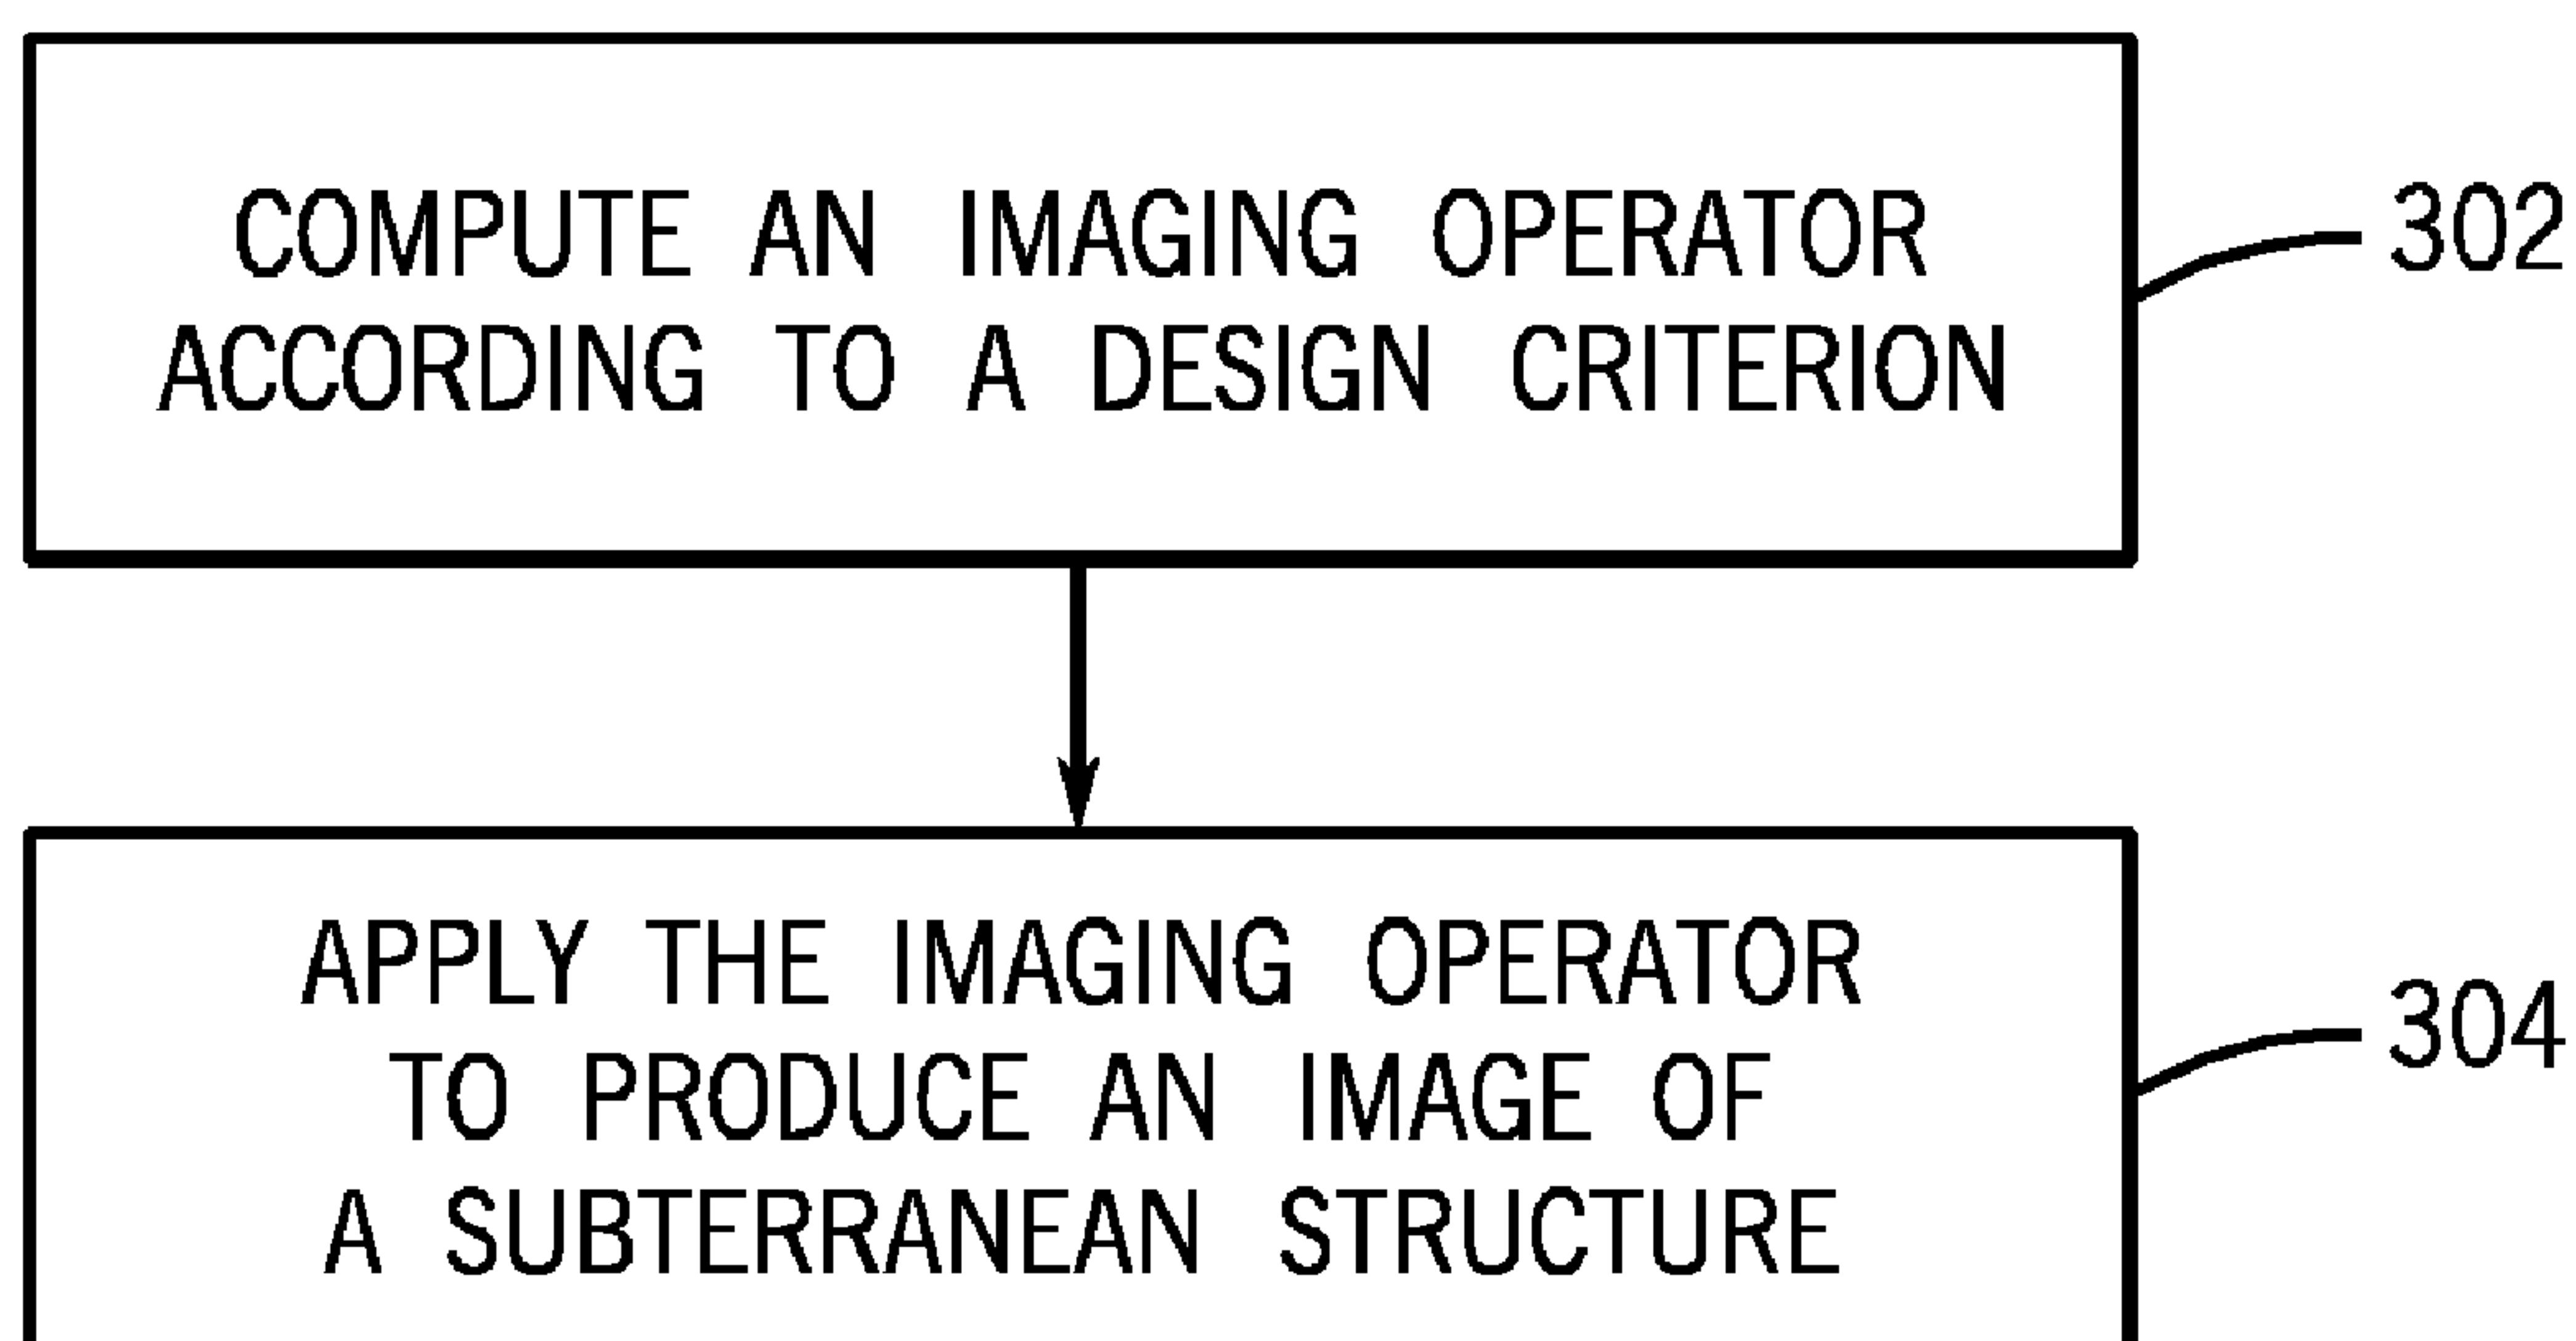 COMPUTE AN IMAGING OPERATOR
ACCORDING TO A DESIGN CRITERION
302
APPLY THE IMAGING OPERATOR
TO PRODUCE AN IMAGE OF
A SUBTERRANEAN STRUCTURE
304